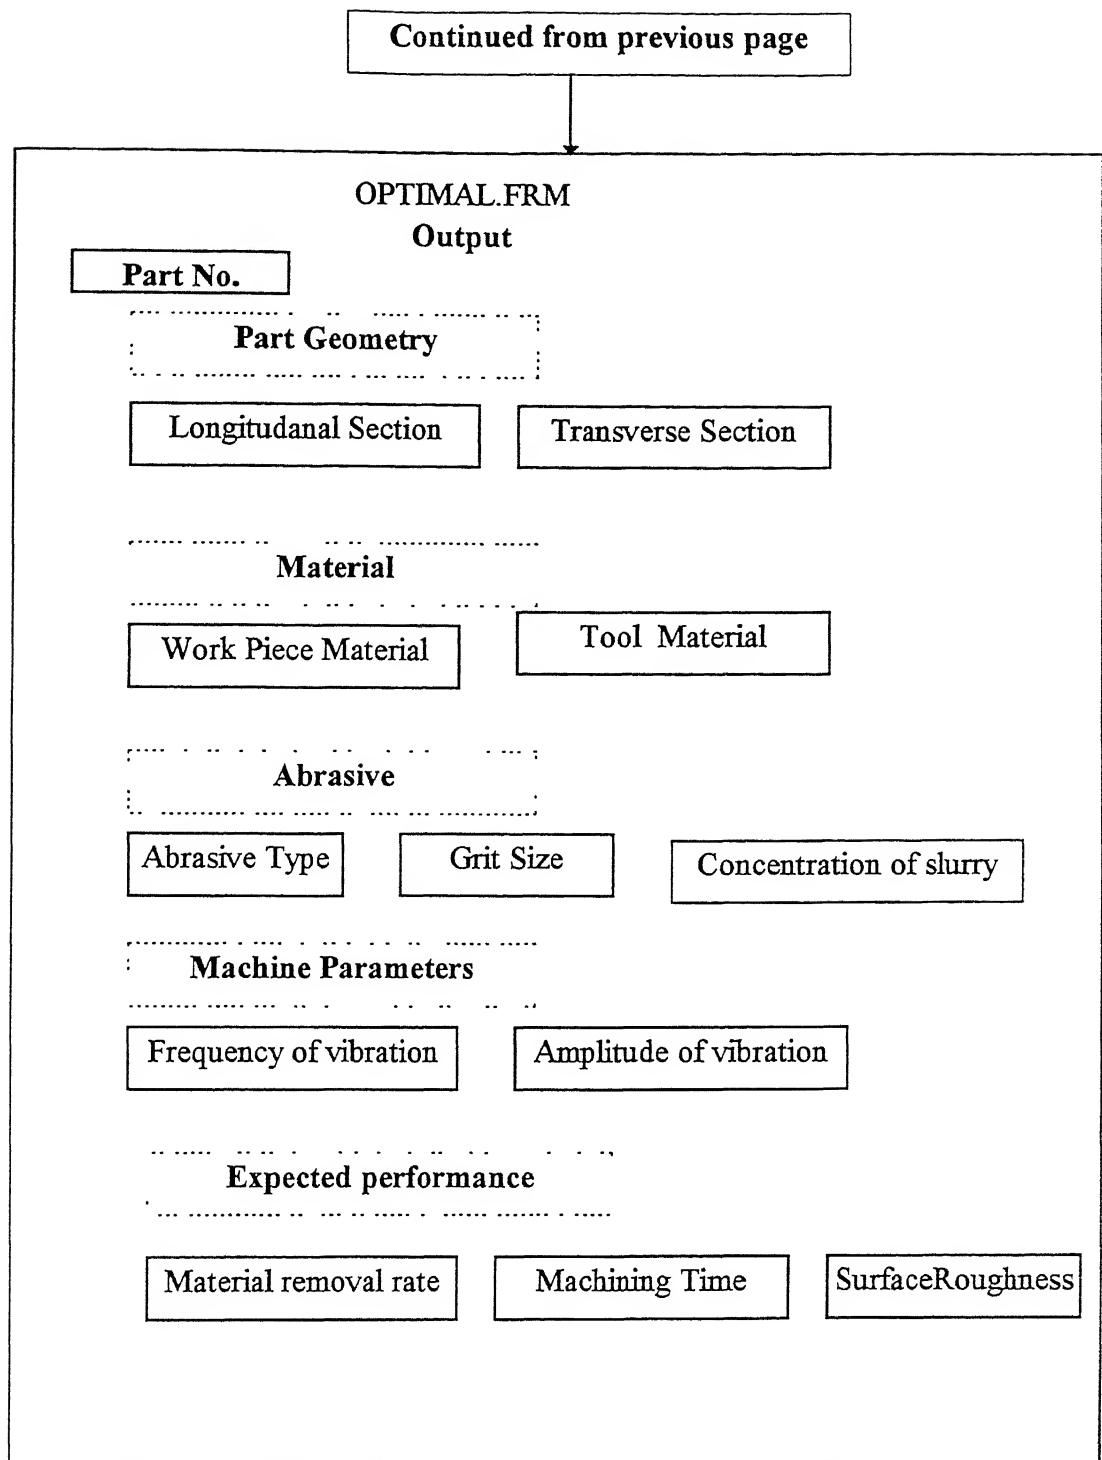 Continued from previous page
OPTIMAL.FRM
Output
Part No.
Part Geometry
Longitudanal Section
Transverse Section
Material
Work Piece Material
Tool Material
Abrasive
Abrasive Type
Grit Size
Concentration of slurry
Machine Parameters
Frequency of vibration
Amplitude of vibration
Expected performance
Material removal rate
Machining Time
SurfaceRoughness